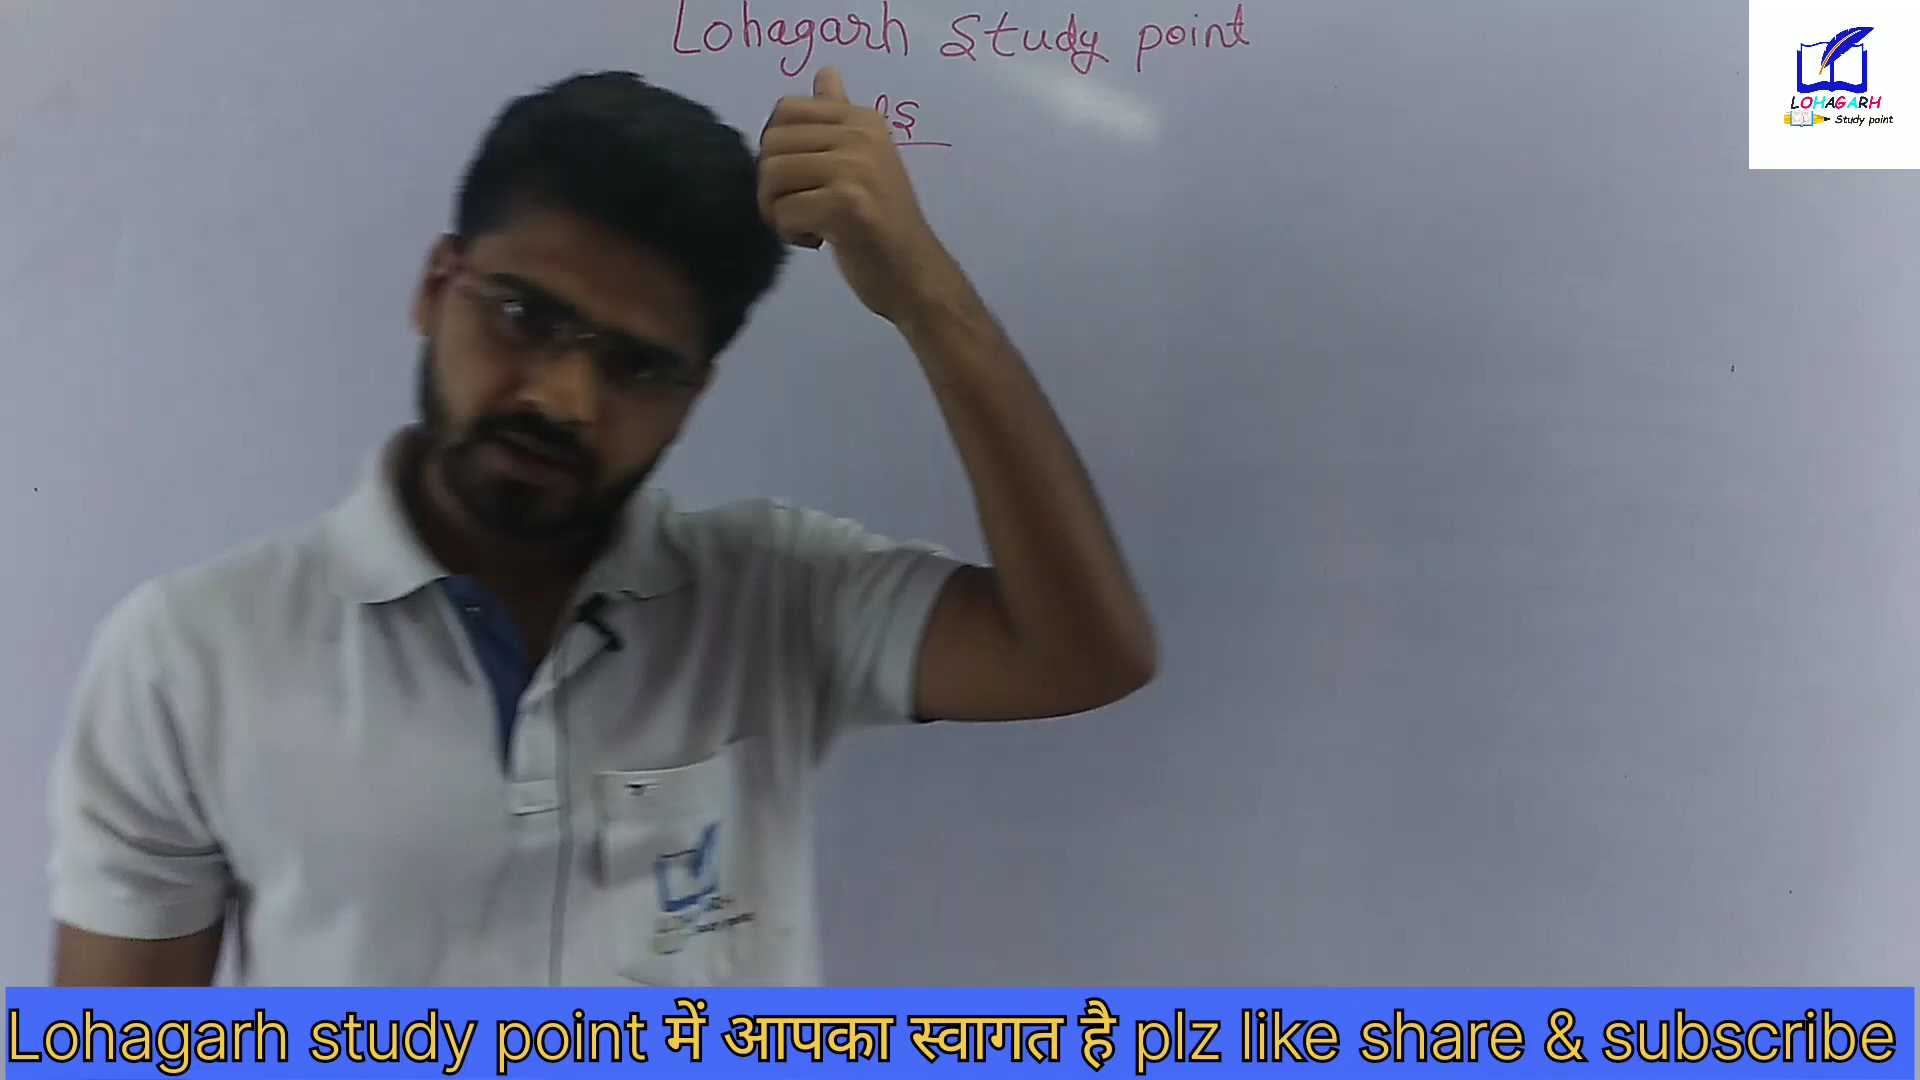 Lohagarh study point
LOHAGARH
Study point
Lohagarh study point में आपका स्वागत है plz like share & subscribe